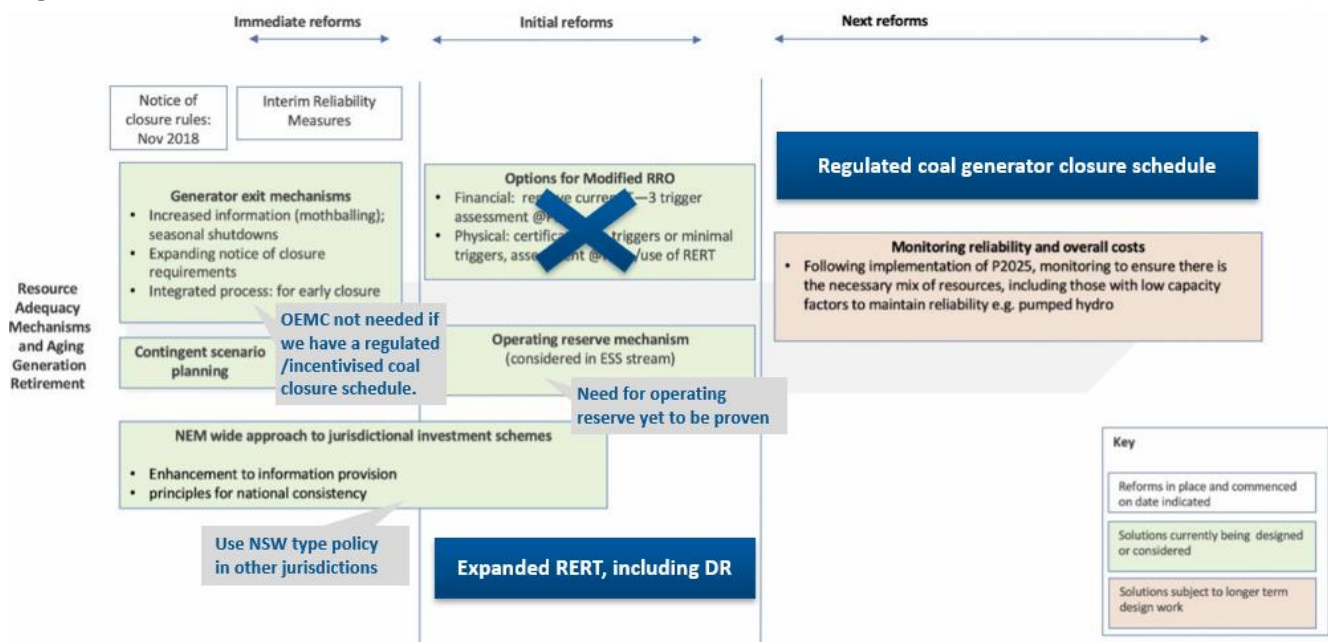 Immediate reforms
Initial reforms
Next reforms
Notice of
closure rules:
Nov 2018
Interim Reliability
Measures
Generator exit mechanisms
• Increased information (mothballing);
seasonal shutdowns
• Expanding notice of closure
requirements
• Integrated process: for early closure
Options for Modified RRO
• Financial: current —3 trigger
assessment
• Physical: triggers or minimal
triggers, /use of RERT
Regulated coal generator closure schedule
Monitoring reliability and overall costs
• Following implementation of P2025, monitoring to ensure there is
the necessary mix of resources, including those with low capacity
factors to maintain reliability e.g. pumped hydro
Resource
Adequacy
Mechanisms
and Aging
Generation
Retirement
OEMC not needed if
we have a regulated
/incentivised coal
closure schedule.
Contingent scenario
planning
Operating reserve mechanism
(considered in ESS stream)
Need for operating
reserve yet to be proven
NEM wide approach to jurisdictional investment schemes
• Enhancement to information provision
• principles for national consistency
Use NSW type policy
in other jurisdictions
Expanded RERT, including DR
Key
Reforms in place and commenced
on date indicated
Solutions currently being designed
or considered
Solutions subject to longer term
design work